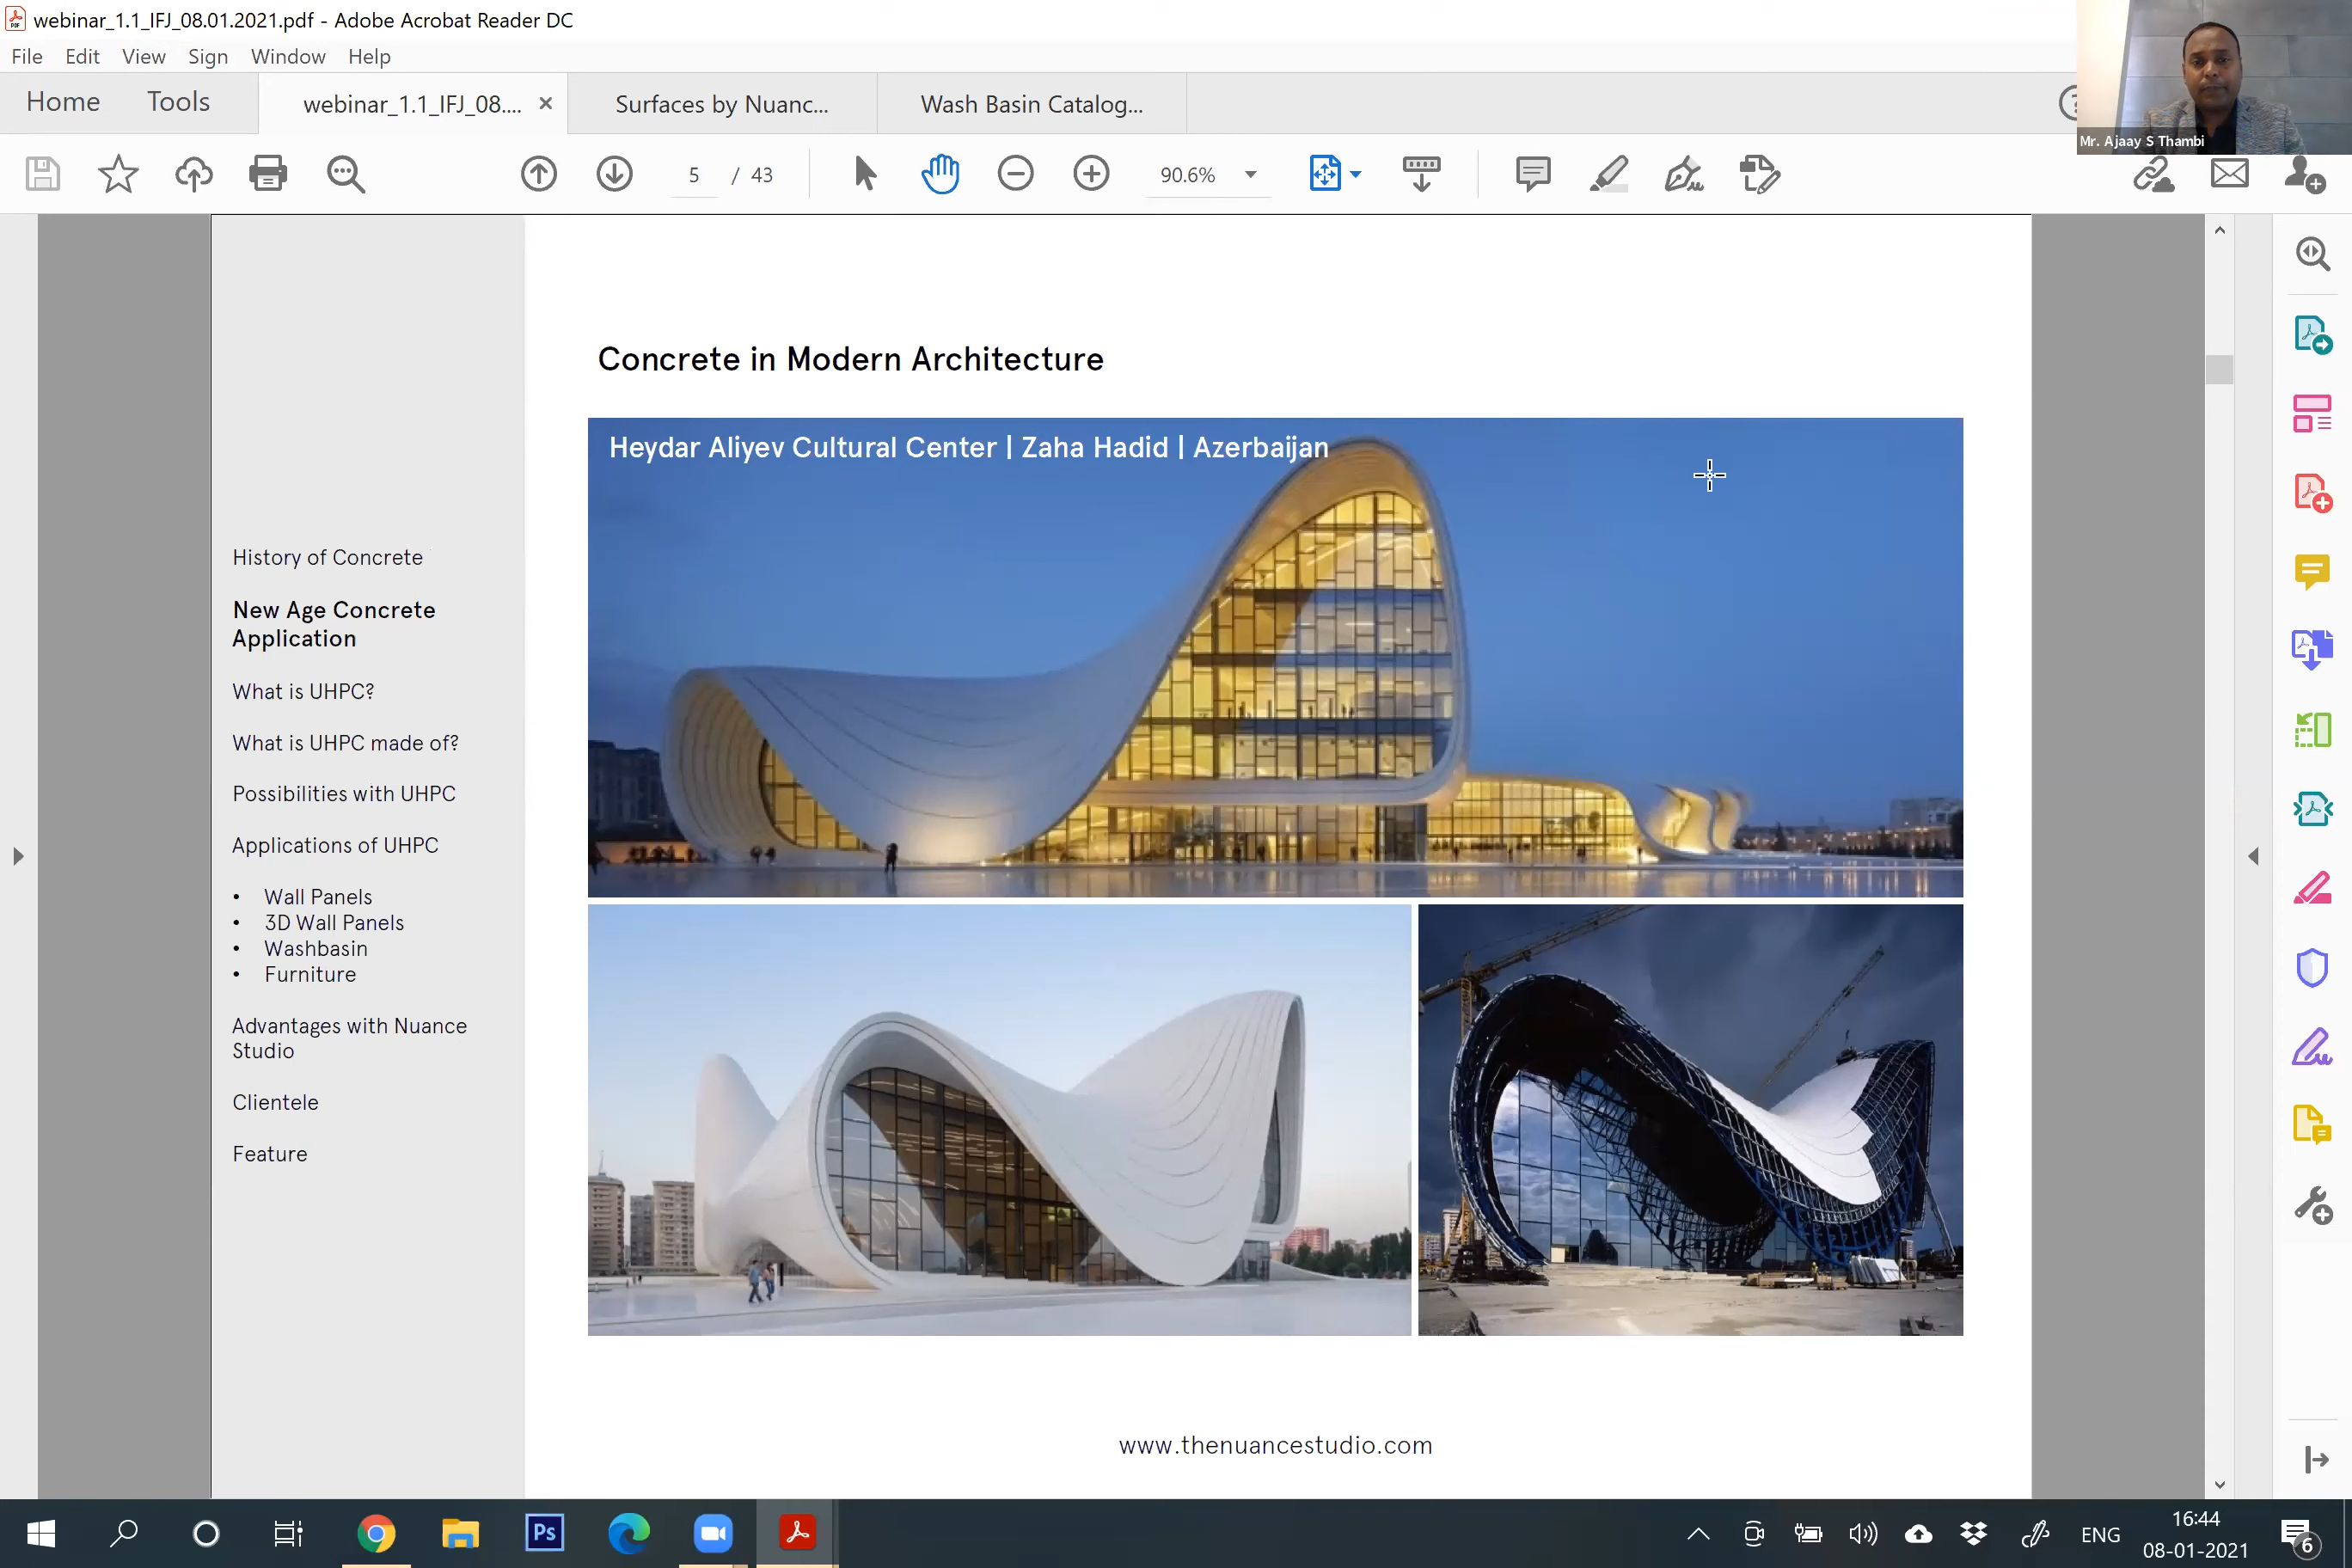 webinar_1.1_IFJ_08.01.2021.pdf - Adobe Acrobat Reader DC
File Edit View Sign Window Help
Home Tools webinar_1.1_IFJ_08.... Surfaces by Nuanc... Wash Basin Catalog...
Mr. Ajaay S Thambi
5 / 43 90.6%
Concrete in Modern Architecture
Heydar Aliyev Cultural Center | Zaha Hadid | Azerbaijan
History of Concrete
New Age Concrete
Application
What is UHPC?
What is UHPC made of?
Possibilities with UHPC
Applications of UHPC
• Wall Panels
• 3D Wall Panels
• Washbasin
• Furniture
Advantages with Nuance
Studio
Clientele
Feature
www.thenuancestudio.com
Ps
ENG
16:44
08-01-2021
6